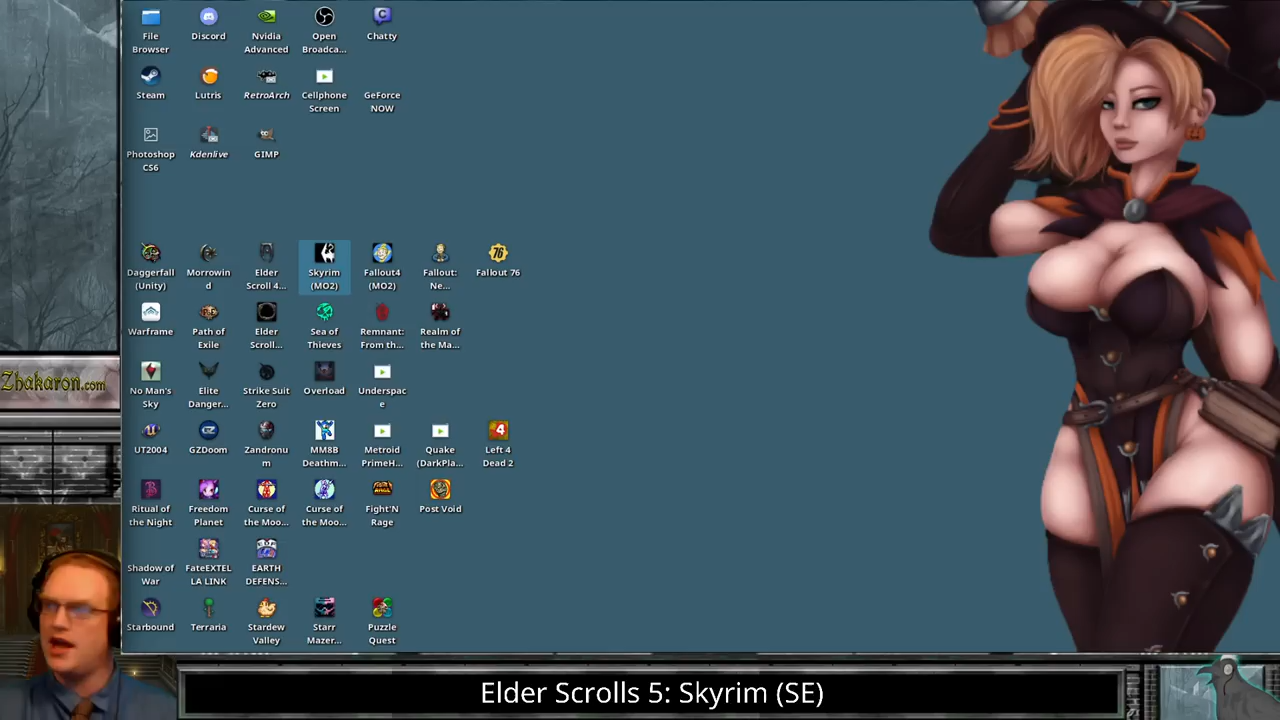 File
Browser
Discord
Nvidia
Advanced
Open
Broadca...
Chatty
Steam
Lutris
RetroArch
Cellphone
Screen
GeForce
NOW
Photoshop
CS6
Kdenlive
GIMP
Daggerfall
(Unity)
Morrowin
d
Elder
Scroll 4...
Skyrim
(MO2)
Fallout4
(MO2)
Fallout:
Ne...
76
Fallout 76
Warframe
Path of
Exile
Elder
Scroll...
Sea of
Thieves
Remnant:
From th...
Realm of
the Ma...
Zhakaron.com
No Man's
Sky
Elite
Danger...
Strike Suit
Zero
Overload
Underspac
e
UT2004
GZDoom
Zandronu
m
MM8B
Deathm...
Metroid
PrimeH...
Quake
(DarkPla...
4
Left 4
Dead 2
Ritual of
the Night
Freedom
Planet
Curse of
the Moo...
Curse of
the Moo...
Fight'N
Rage
Post Void
Shadow of
War
FateEXTEL
LA LINK
EARTH
DEFENS...
Starbound
Terraria
Stardew
Valley
Starr
Mazer...
Puzzle
Quest
Elder Scrolls 5: Skyrim (SE)